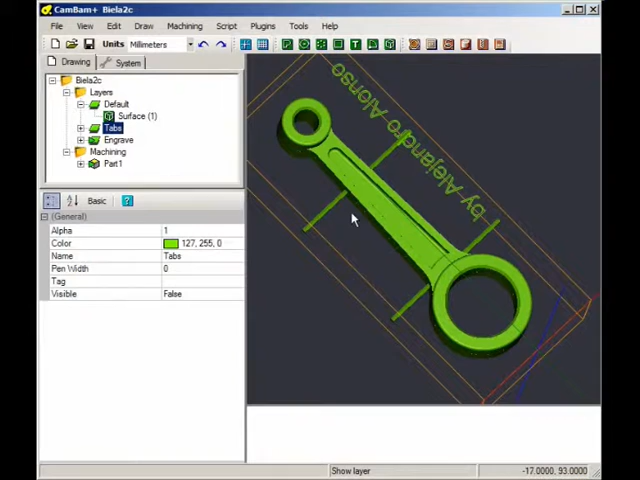 CamBam+ Biela2c
File View Edit Draw Machining Script Plugins Tools Help
Units Millimeters
Drawing System
Biela2c
Layers
Default
Surface (1)
Tabs
Engrave
Machining
Part1
Basic
(General)
Alpha 1
Color 127, 255, 0
Name Tabs
Pen Width 0
Tag
Visible False
by Alejandro Alonso
Show layer
-17.0000, 93.0000